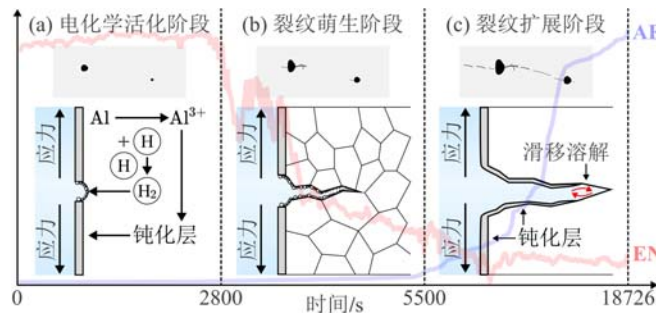 (a) 电化学活化阶段
(b) 裂纹萌生阶段
(c) 裂纹扩展阶段
AE
应力
应力
Al
Al³⁺
+
H
H
H₂
钝化层
应力
应力
应力
应力
滑移溶解
钝化层
EN
0
2800
5500
18726
时间/s